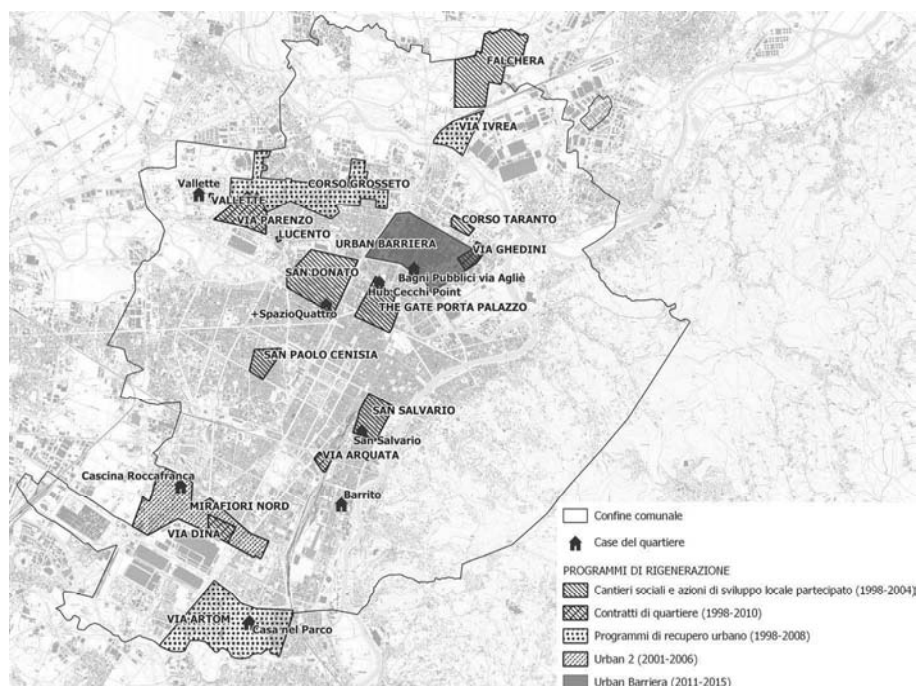 FALCHERA
VIA IVREA
Vallette
CORSO GROSSETO
VALLETTE
VIA PARENZO
CORSO TARANTO
LUCENTO
URBAN BARRIERA
VIA GHEDINI
SAN DONATO
Bagni Pubblici via Agliè
Hub Cecchi Point
+SpazioQuattro
THE GATE PORTA PALAZZO
SAN PAOLO CENISIA
SAN SALVARIO
San Salvario
VIA ARQUATA
Cascina Roccafranca
Barrito
MIRAFIORI NORD
VIA DINA
VIA ARTOM
Casa nel Parco
Confine comunale
Case del quartiere
PROGRAMMI DI RIGENERAZIONE
Cantieri sociali e azioni di sviluppo locale partecipato (1998-2004)
Contratti di quartiere (1998-2010)
Programmi di recupero urbano (1998-2008)
Urban 2 (2001-2006)
Urban Barriera (2011-2015)